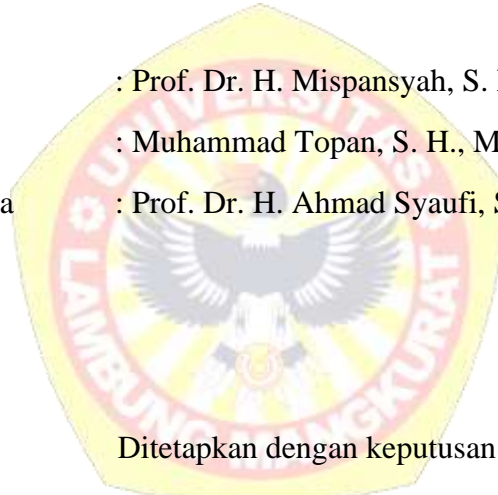 : Prof. Dr. H. Mispansyah, S.
: Muhammad Topan, S. H., M
a : Prof. Dr. H. Ahmad Syaufi, S
UNIVERSITAS
LAMBUNG MANGKURAT
Ditetapkan dengan keputusan